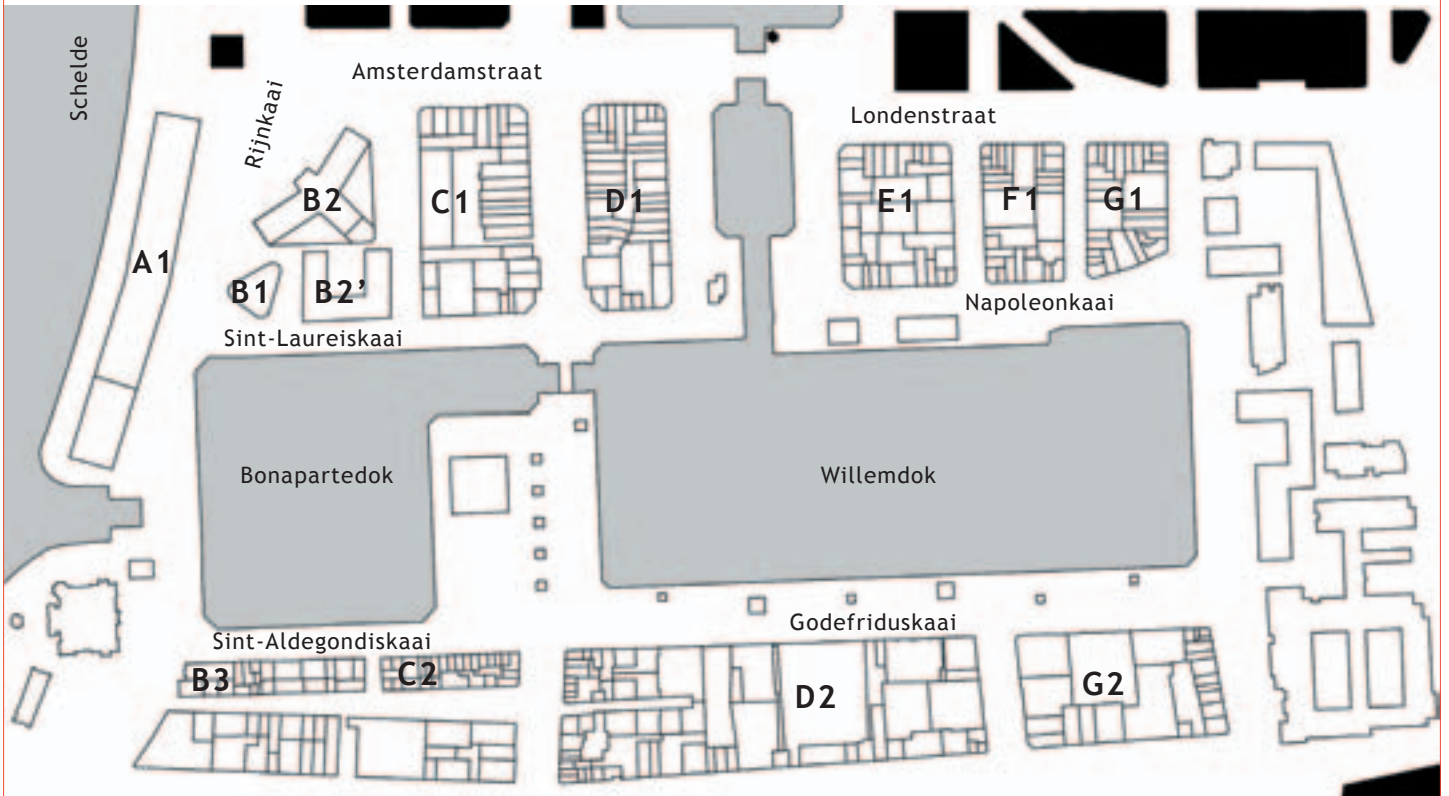 Schelde
Amsterdamstraat
Rijnkaai
Londenstraat
B2
C1
D1
E1
F1
G1
A1
B1
B2’
Napoleonkaai
Sint-Laureiskaai
Bonapartedok
Willemdok
Godefriduskaai
Sint-Aldegondiskaai
B3
C2
D2
G2